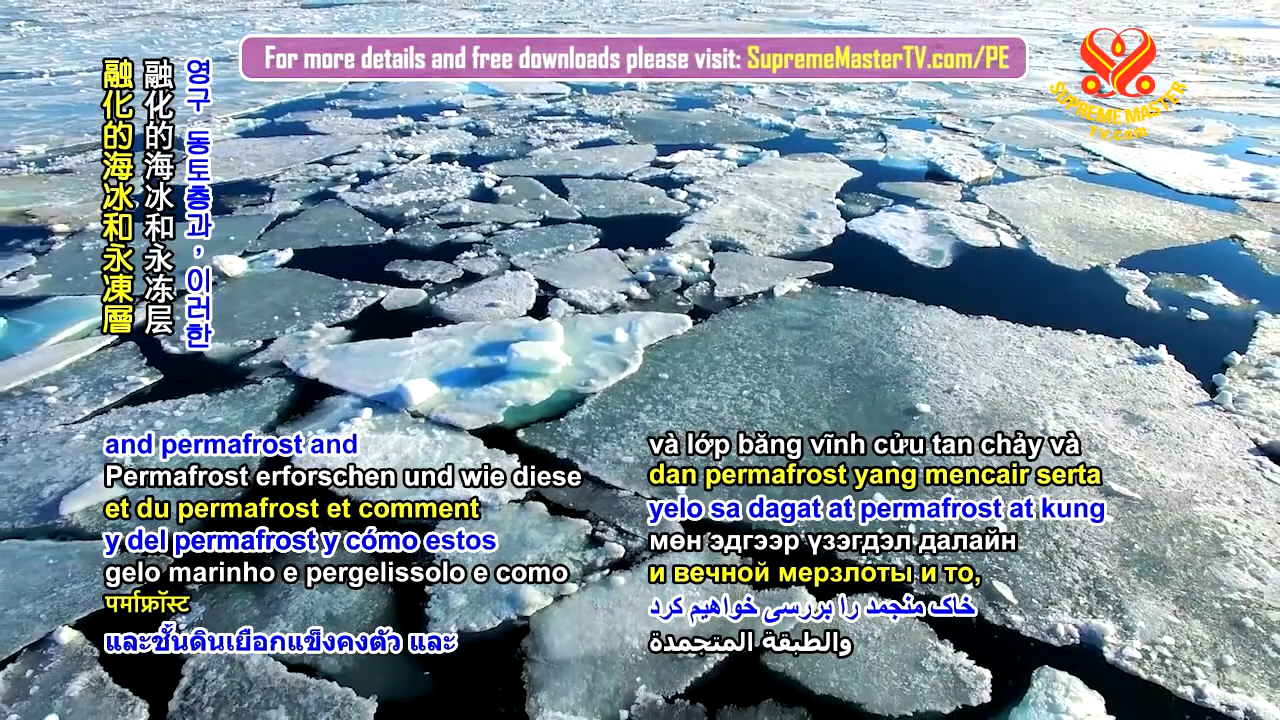 For more details and free downloads please visit: SupremeMasterTV.com/PE
SUPREME MASTER
TV.com
融化的海冰和永凍層
融化的海冰和永冻层
영구 동토층과, 이러한
and permafrost and
Permafrost erforschen und wie diese
et du permafrost et comment
y del permafrost y cómo estos
gelo marinho e pergelissolo e como
पर्माफ्रॉस्ट
และชั้นดินเยือกแข็งคงตัว และ
và lớp băng vĩnh cửu tan chảy và
dan permafrost yang mencair serta
yelo sa dagat at permafrost at kung
мөн эдгээр үзэгдэл далайн
и вечной мерзлоты и то,
خاک منجمد را بررسی خواهیم کرد
والطبقة المتجمدة